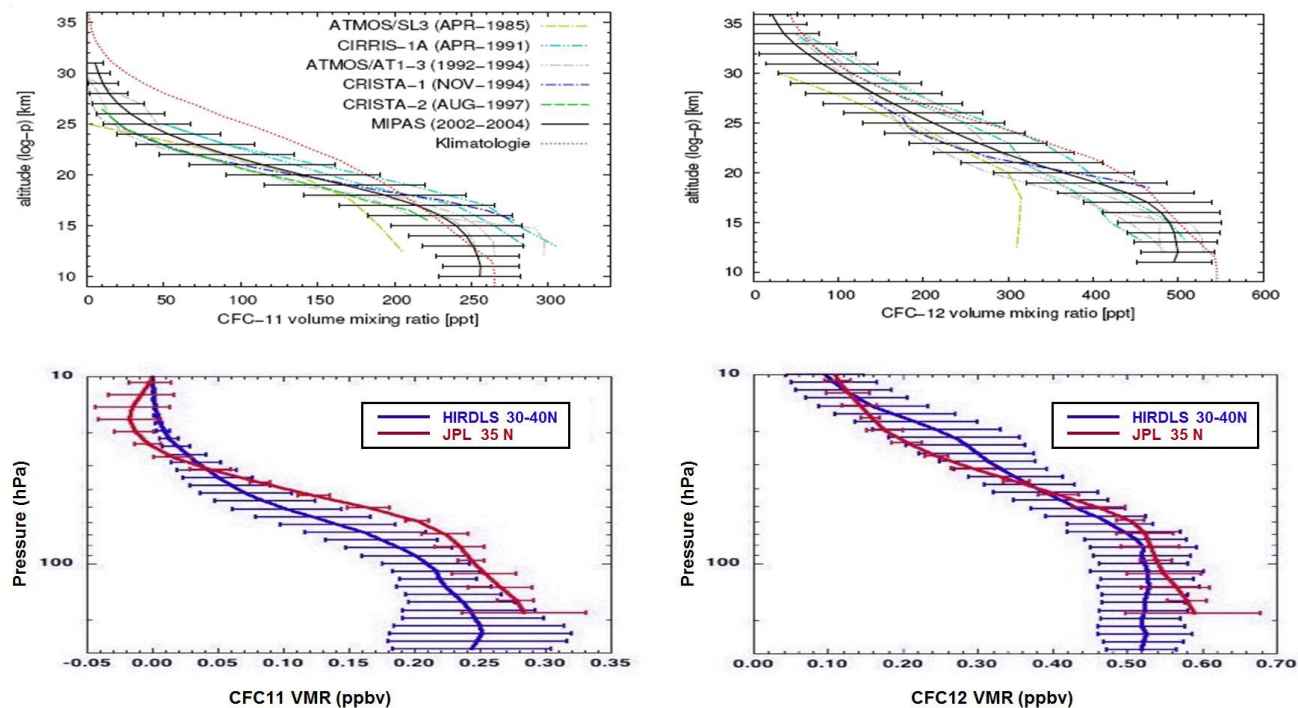 35
30
25
20
15
10
altitude (log-p) [km]
ATMOS/SL3 (APR-1985)
CIRRIS-1A (APR-1991)
ATMOS/AT1-3 (1992-1994)
CRISTA-1 (NOV-1994)
CRISTA-2 (AUG-1997)
MIPAS (2002-2004)
Klimatologie
0 50 100 150 200 250 300
CFC-11 volume mixing ratio [ppt]
35
30
25
20
15
10
altitude (log-p) [km]
0 100 200 300 400 500 600
CFC-12 volume mixing ratio [ppt]
10
100
Pressure (hPa)
HIRDLS 30-40N
JPL 35 N
-0.05 0.00 0.05 0.10 0.15 0.20 0.25 0.30 0.35
CFC11 VMR (ppbv)
10
100
Pressure (hPa)
HIRDLS 30-40N
JPL 35 N
0.00 0.10 0.20 0.30 0.40 0.50 0.60 0.70
CFC12 VMR (ppbv)